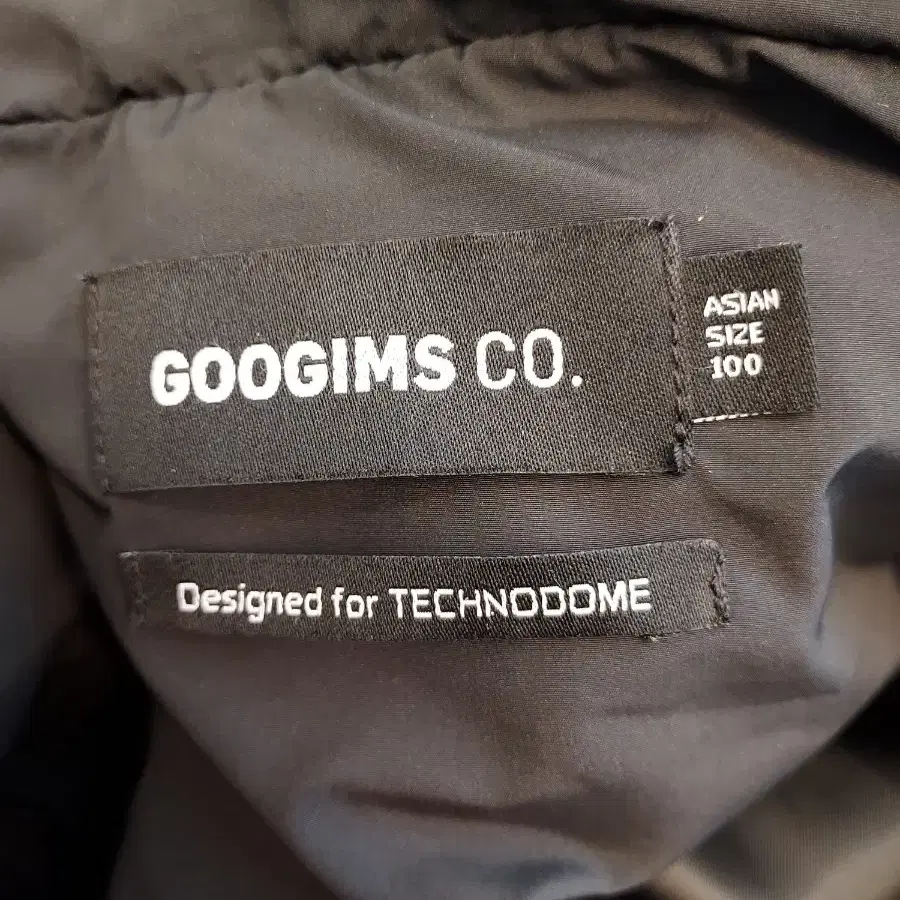 GOOGIMS CO.
ASIAN
SIZE
100
Designed for TECHNODOME